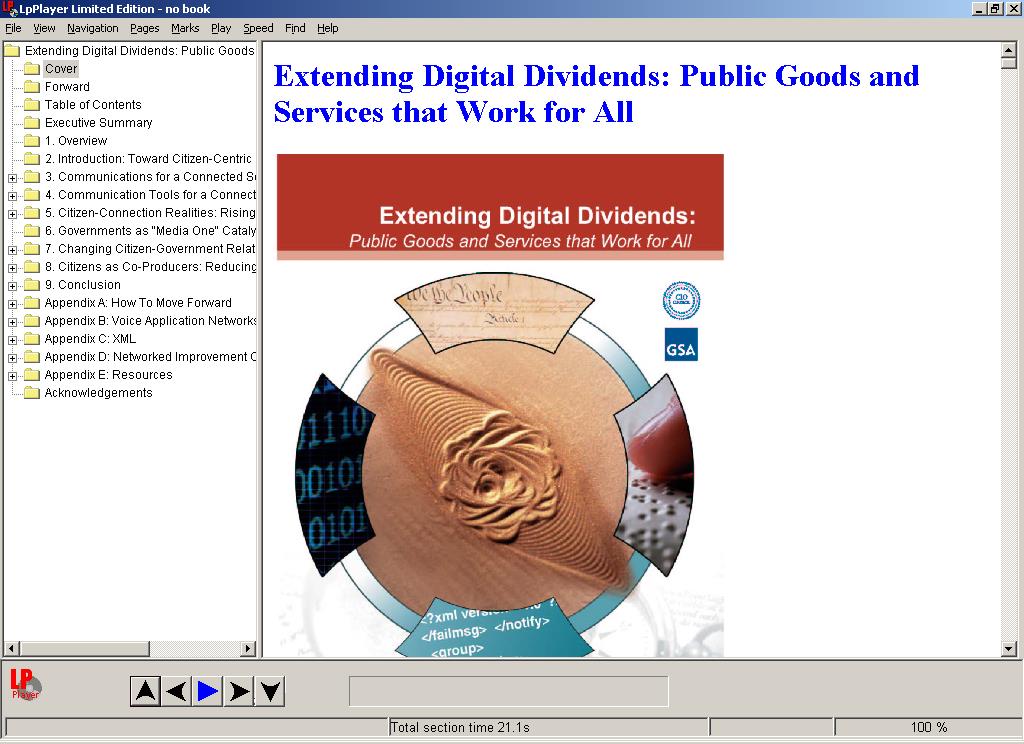 LpPlayer Limited Edition - no book
File View Navigation Pages Marks Play Speed Find Help
Extending Digital Dividends: Public Goods
Cover
Forward
Table of Contents
Executive Summary
1. Overview
2. Introduction: Toward Citizen-Centric
3. Communications for a Connected S
4. Communication Tools for a Connect
5. Citizen-Connection Realities: Rising
6. Governments as "Media One" Cataly
7. Changing Citizen-Government Relat
8. Citizens as Co-Producers: Reducing
9. Conclusion
Appendix A: How To Move Forward
Appendix B: Voice Application Networks
Appendix C: XML
Appendix D: Networked Improvement C
Appendix E: Resources
Acknowledgements
Extending Digital Dividends: Public Goods and
Services that Work for All
Extending Digital Dividends:
Public Goods and Services that Work for All
We the People
Article
CIO
COUNCIL
GSA
01110
00101
0101
<?xml version= ?
</failmsg> </notify>
<group>
LP
Player
Total section time 21.1s
100 %